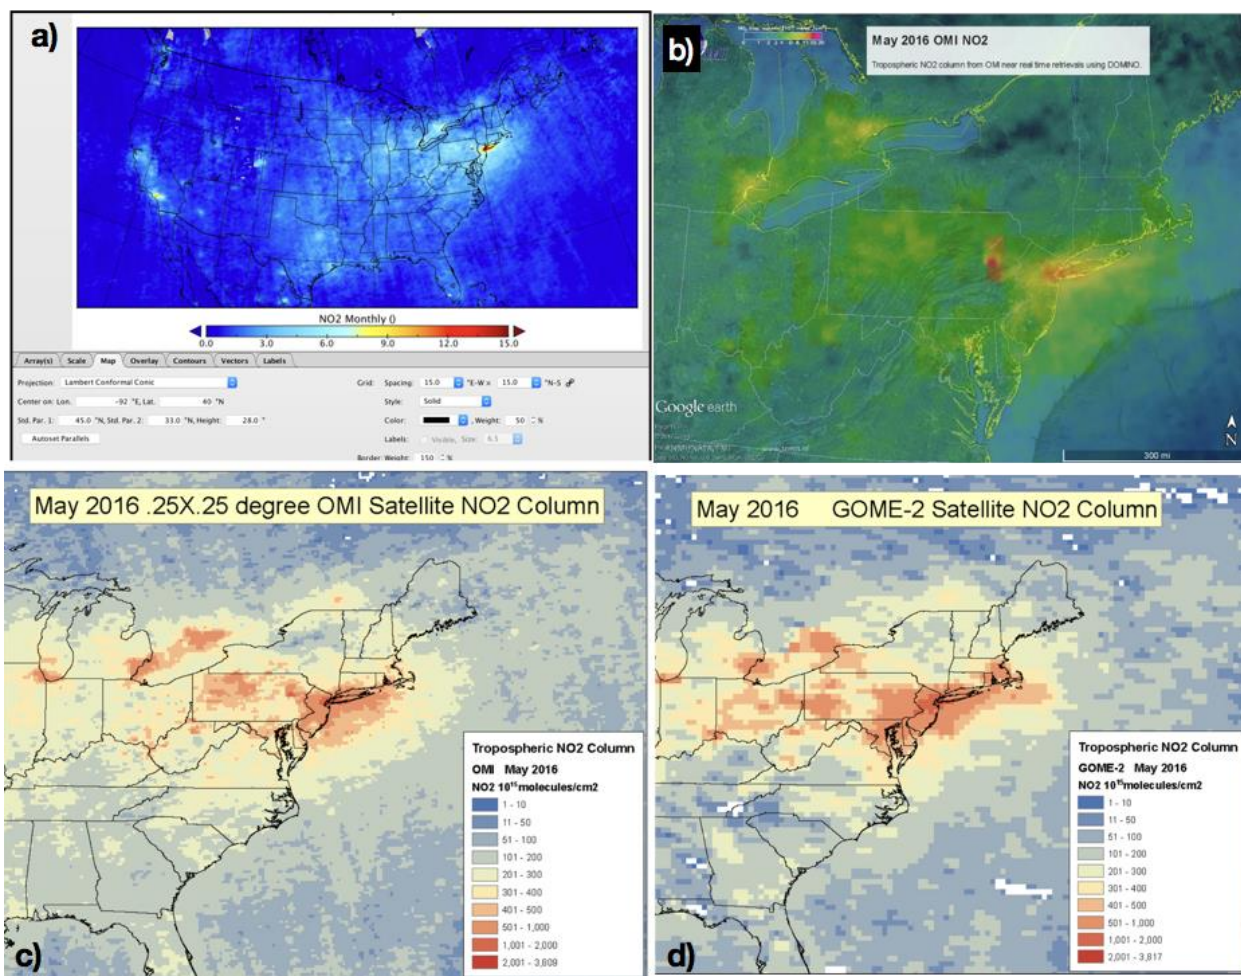 a)
NO2 Monthly ()
0.0 3.0 6.0 9.0 12.0 15.0
Array(s) Scale Map Overlay Contours Vectors Labels
Projection: Lambert Conformal Conic Grid: Spacing: 15.0 °E-W x 15.0 °N-S
Center on: Lon. -92 °E, Lat. 40 °N Style: Solid
Std. Par. 1: 45.0 °N, Std. Par. 2: 33.0 °N, Height: 28.0 ° Color: , Weight: 50 %
Autoset Parallels Labels: Visible, Size: 6.5
Border: Weight: 150 %
b)
May 2016 OMI NO2
Tropospheric NO2 column from OMI near real time retrievals using DOMINO.
Google earth
N
300 mi
May 2016 .25X.25 degree OMI Satellite NO2 Column
Tropospheric NO2 Column
OMI May 2016
NO2 10¹⁵molecules/cm2
1 - 10
11 - 50
51 - 100
101 - 200
201 - 300
301 - 400
401 - 500
501 - 1,000
1,001 - 2,000
2,001 - 3,809
c)
May 2016 GOME-2 Satellite NO2 Column
Tropospheric NO2 Column
GOME-2 May 2016
NO2 10¹⁵molecules/cm2
1 - 10
11 - 50
51 - 100
101 - 200
201 - 300
301 - 400
401 - 500
501 - 1,000
1,001 - 2,000
2,001 - 3,817
d)